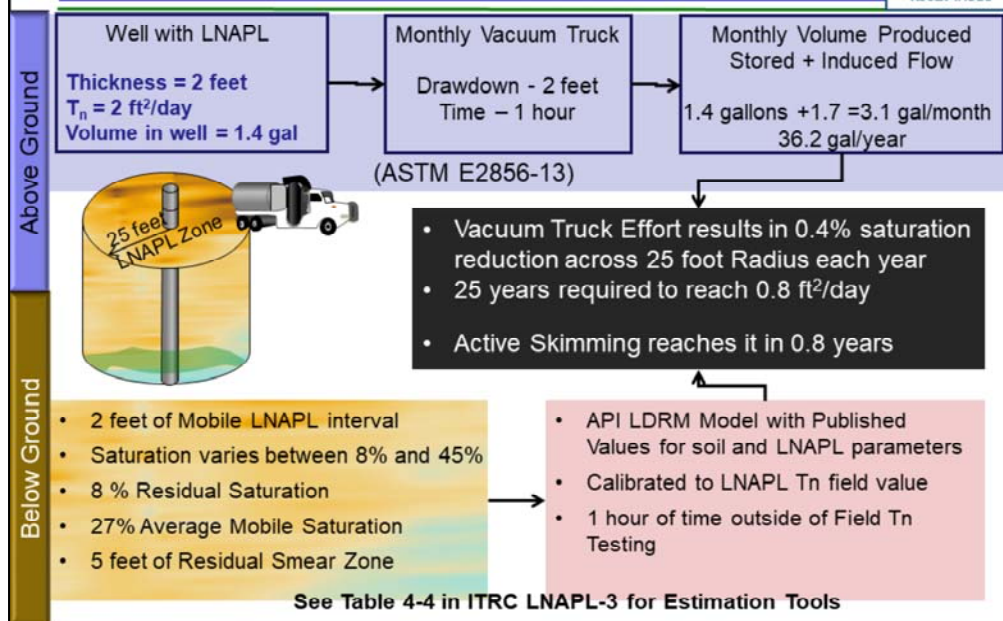 Above Ground
Well with LNAPL
Thickness = 2 feet
Tn = 2 ft²/day
Volume in well = 1.4 gal
Monthly Vacuum Truck
Drawdown - 2 feet
Time – 1 hour
Monthly Volume Produced
Stored + Induced Flow
1.4 gallons +1.7 =3.1 gal/month
36.2 gal/year
(ASTM E2856-13)
25 feet
LNAPL Zone
• Vacuum Truck Effort results in 0.4% saturation
reduction across 25 foot Radius each year
• 25 years required to reach 0.8 ft²/day
• Active Skimming reaches it in 0.8 years
Below Ground
• 2 feet of Mobile LNAPL interval
• Saturation varies between 8% and 45%
• 8 % Residual Saturation
• 27% Average Mobile Saturation
• 5 feet of Residual Smear Zone
• API LDRM Model with Published
Values for soil and LNAPL parameters
• Calibrated to LNAPL Tn field value
• 1 hour of time outside of Field Tn
Testing
See Table 4-4 in ITRC LNAPL-3 for Estimation Tools